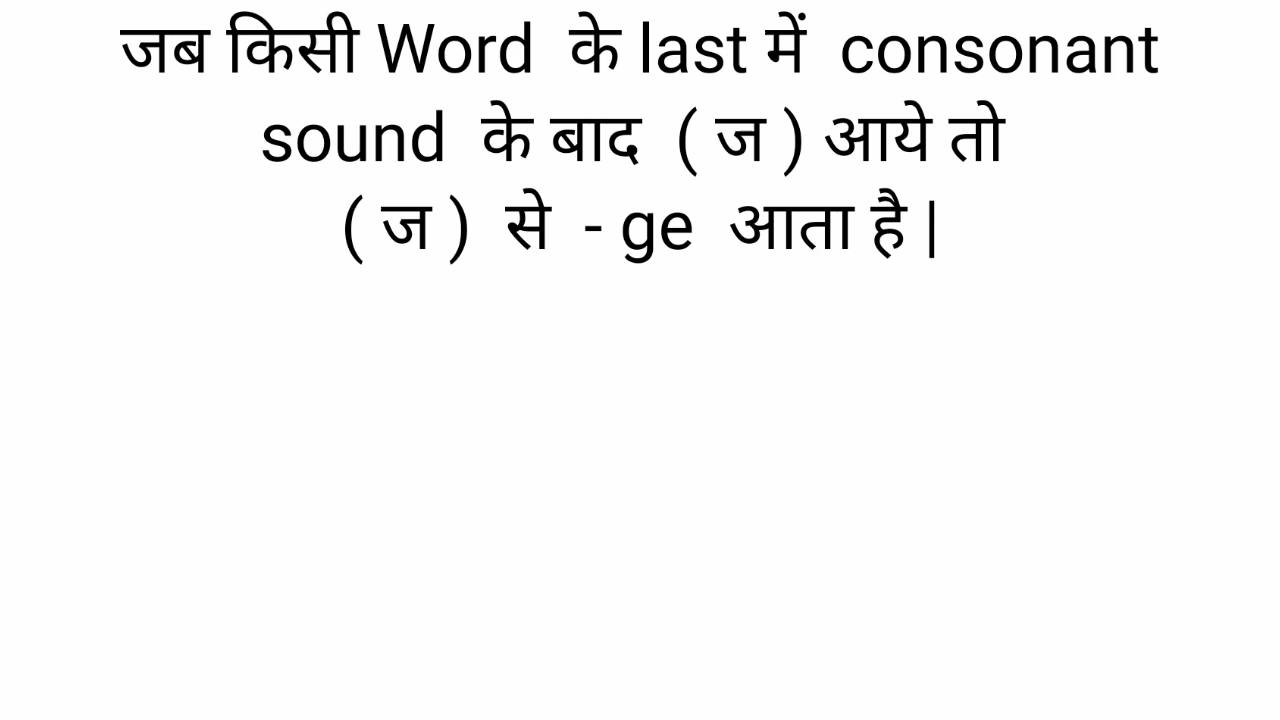 जब किसी Word के last में consonant
sound के बाद ( ज ) आये तो
( ज ) से - ge आता है |